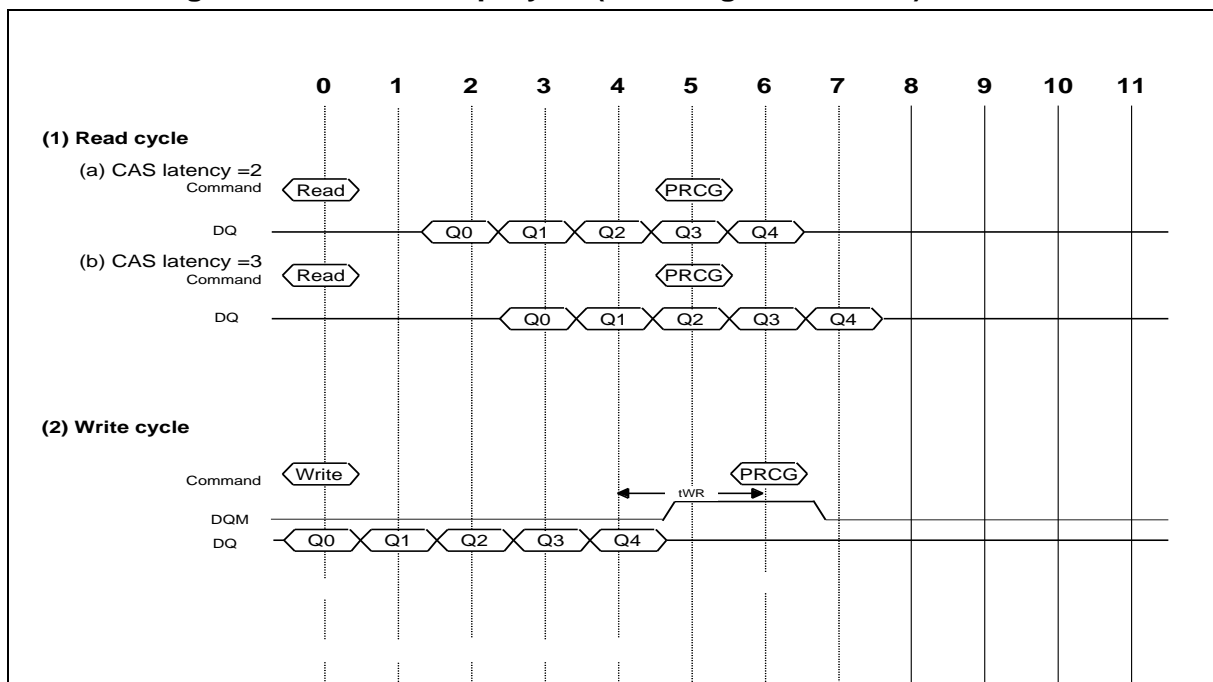 0 1 2 3 4 5 6 7 8 9 10 11
(1) Read cycle
(a) CAS latency =2
Command Read PRCG
DQ Q0 Q1 Q2 Q3 Q4
(b) CAS latency =3
Command Read PRCG
DQ Q0 Q1 Q2 Q3 Q4
(2) Write cycle
Command Write PRCG
tWR
DQM
DQ Q0 Q1 Q2 Q3 Q4